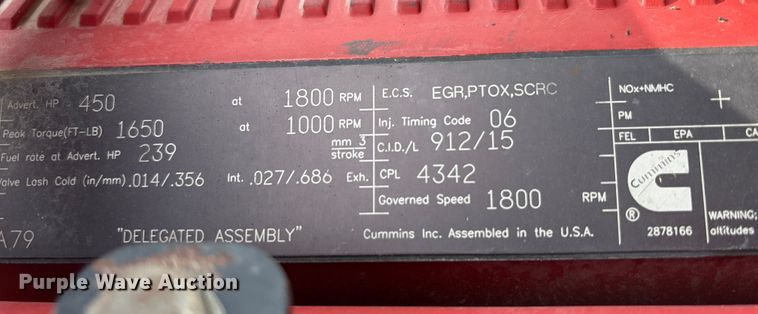 Advert. HP 450 at 1800 RPM
Peak Torque(FT-LB) 1650 at 1000 RPM
Fuel rate at Advert. HP 239 mm 3 stroke
Valve Lash Cold (in/mm) .014/.356 Int. .027/.686 Exh.
A79 "DELEGATED ASSEMBLY"
E.C.S. EGR,PTOX,SCRC
Inj. Timing Code 06
C.I.D./L 912/15
CPL 4342
Governed Speed 1800 RPM
Cummins Inc. Assembled in the U.S.A.
NOx+NMHC +
PM
FEL EPA CA
Cummins
®
2878166
WARNING;
altitudes
Purple Wave Auction